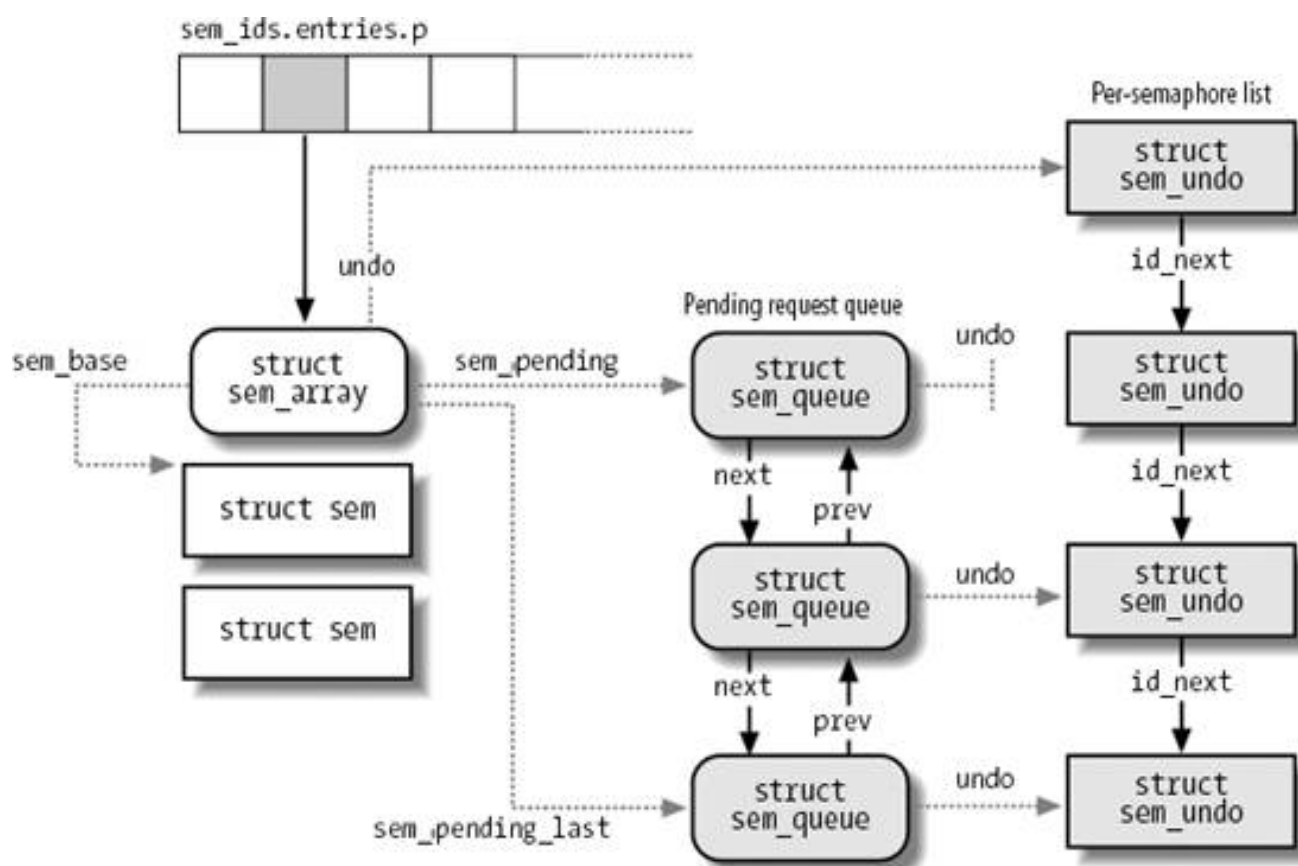 sem_ids.entries.p
Per-semaphore list
struct
sem_undo
undo
id_next
Pending request queue
sem_base
struct
sem_array
sem_pending
struct
sem_queue
undo
struct
sem_undo
next
prev
id_next
struct sem
struct
sem_queue
undo
struct
sem_undo
struct sem
next
prev
id_next
sem_pending_last
struct
sem_queue
undo
struct
sem_undo